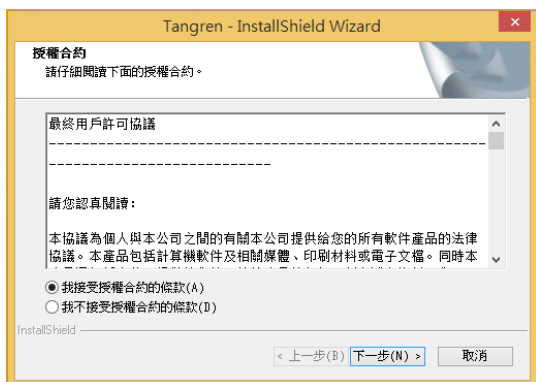 Tangren - InstallShield Wizard
授權合約
請仔細閱讀下面的授權合約。
最終用戶許可協議
------------------------------------------------------
---------------------------
請您認真閱讀：
本協議為個人與本公司之間的有關本公司提供給您的所有軟件產品的法律
協議。本產品包括計算機軟件及相關媒體、印刷材料或電子文檔。同時本
我接受授權合約的條款(A)
我不接受授權合約的條款(D)
InstallShield
< 上一步(B)
下一步(N) >
取消